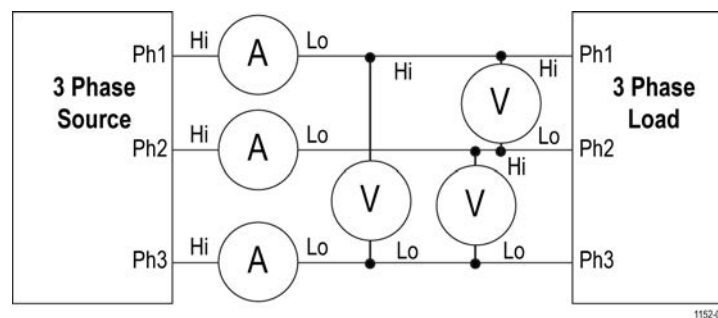 Ph1 Hi A Lo Hi Hi Ph1
3 Phase
Source
V
3 Phase
Load
Ph2 Hi A Lo Hi Lo Ph2
V V
Ph3 Hi A Lo Lo Lo Ph3